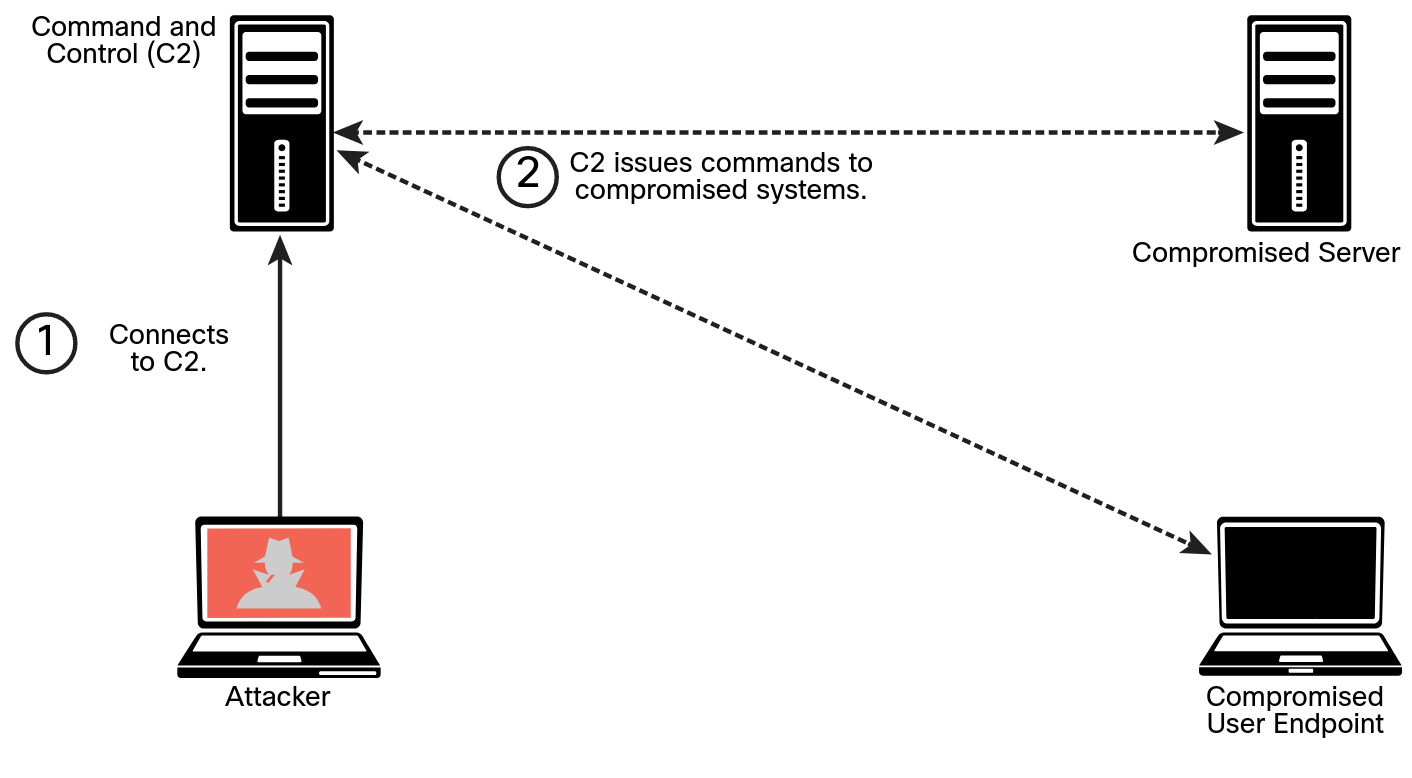 Command and
Control (C2)
2
C2 issues commands to
compromised systems.
Compromised Server
1
Connects
to C2.
Attacker
Compromised
User Endpoint